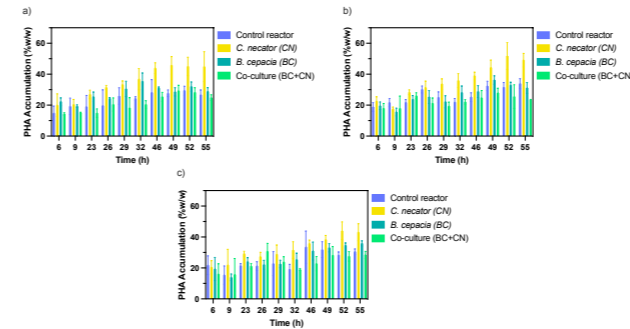 a)
PHA Accumulation (%w/w)
60
40
20
0
6 9 23 26 29 32 46 49 52 55
Time (h)
Control reactor
C. necator (CN)
B. cepacia (BC)
Co-culture (BC+CN)
b)
PHA Accumulation (%w/w)
60
40
20
0
6 9 23 26 29 32 46 49 52 55
Time (h)
Control reactor
C. necator (CN)
B. cepacia (BC)
Co-culture (BC+CN)
c)
PHA Accumulation (%w/w)
60
40
20
0
6 9 23 26 29 32 46 49 52 55
Time (h)
Control reactor
C. necator (CN)
B. cepacia (BC)
Co-culture (BC+CN)